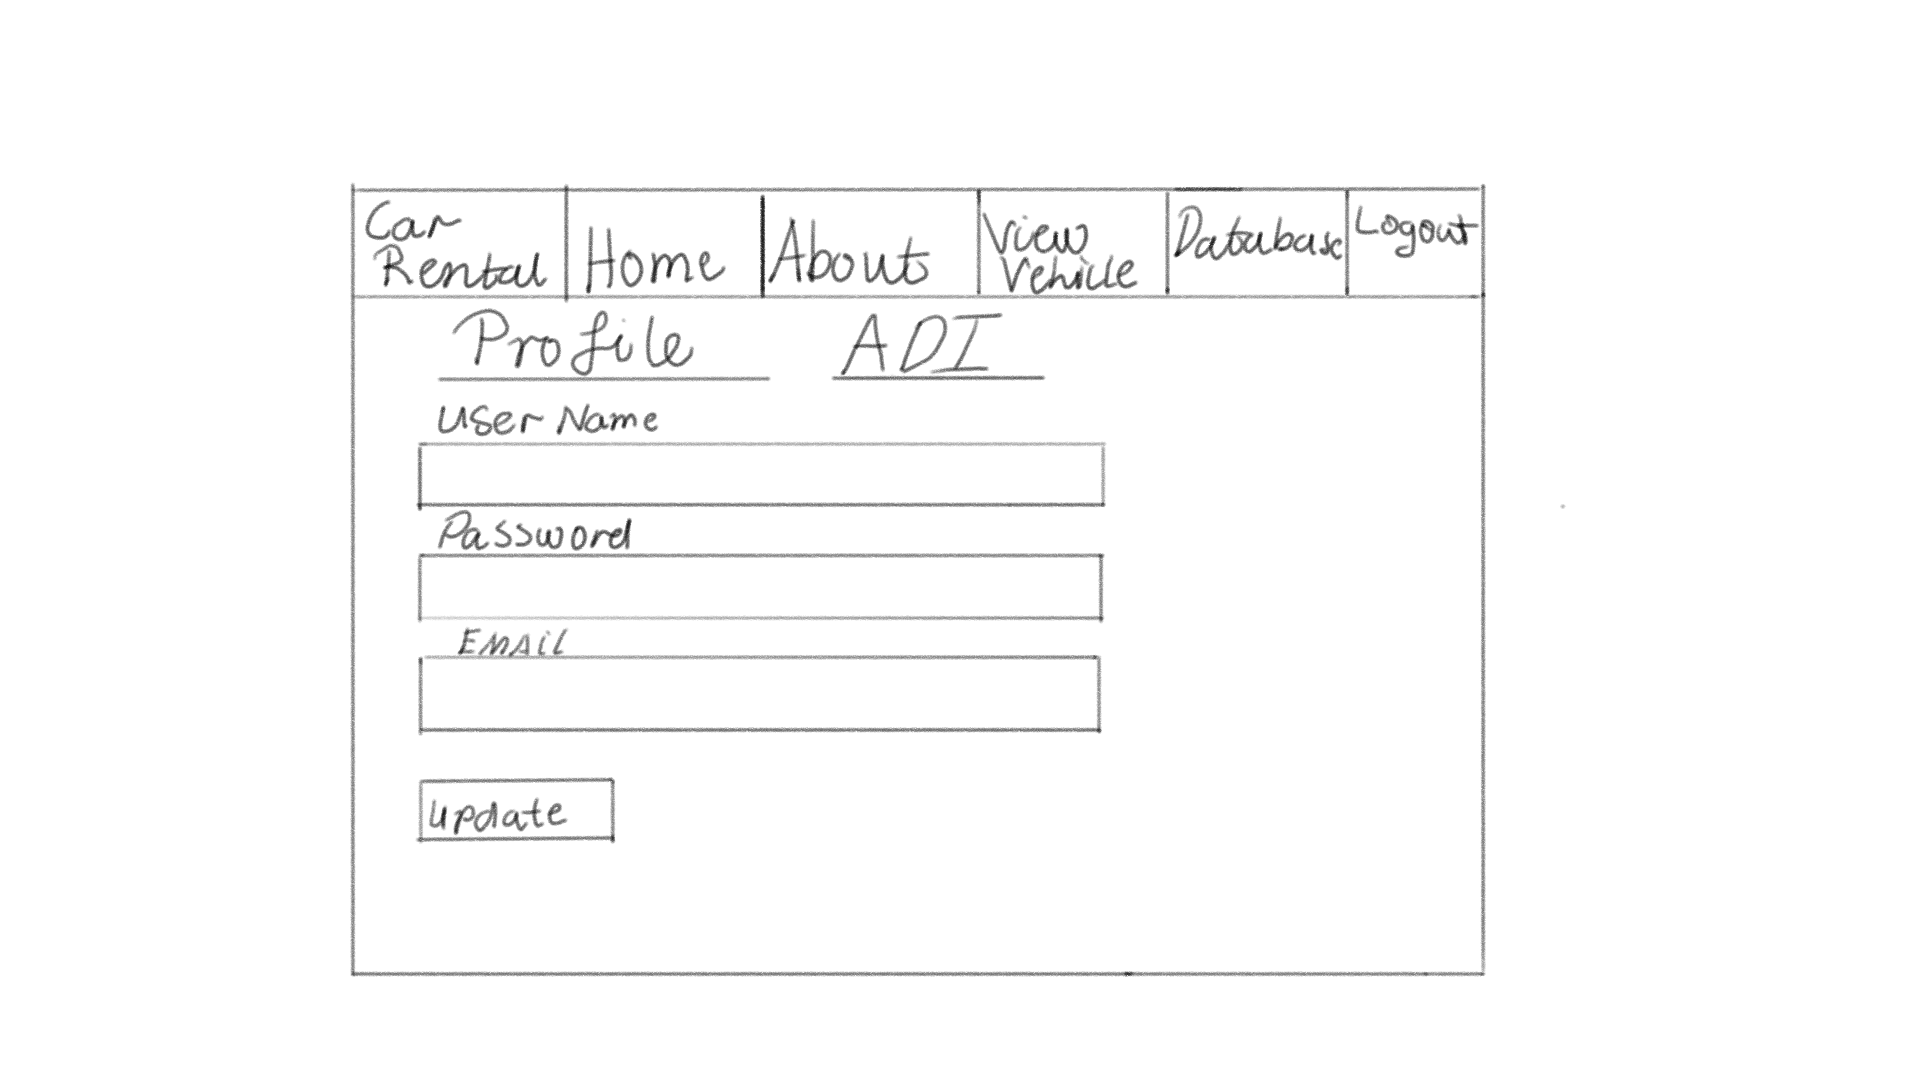 Car Rental
Home
About
View Vehicle
Database
Logout
Profile
ADI
User Name
Password
EMAil
update